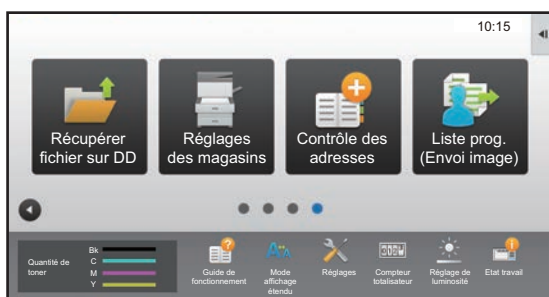 10:15
Récupérer
fichier sur DD
Réglages
des magasins
Contrôle des
adresses
Liste prog.
(Envoi image)
Quantité de
toner
Bk
C
M
Y
Guide de
fonctionnement
Mode
affichage
étendu
Réglages
Compteur
totalisateur
Réglage de
luminosité
Etat travail